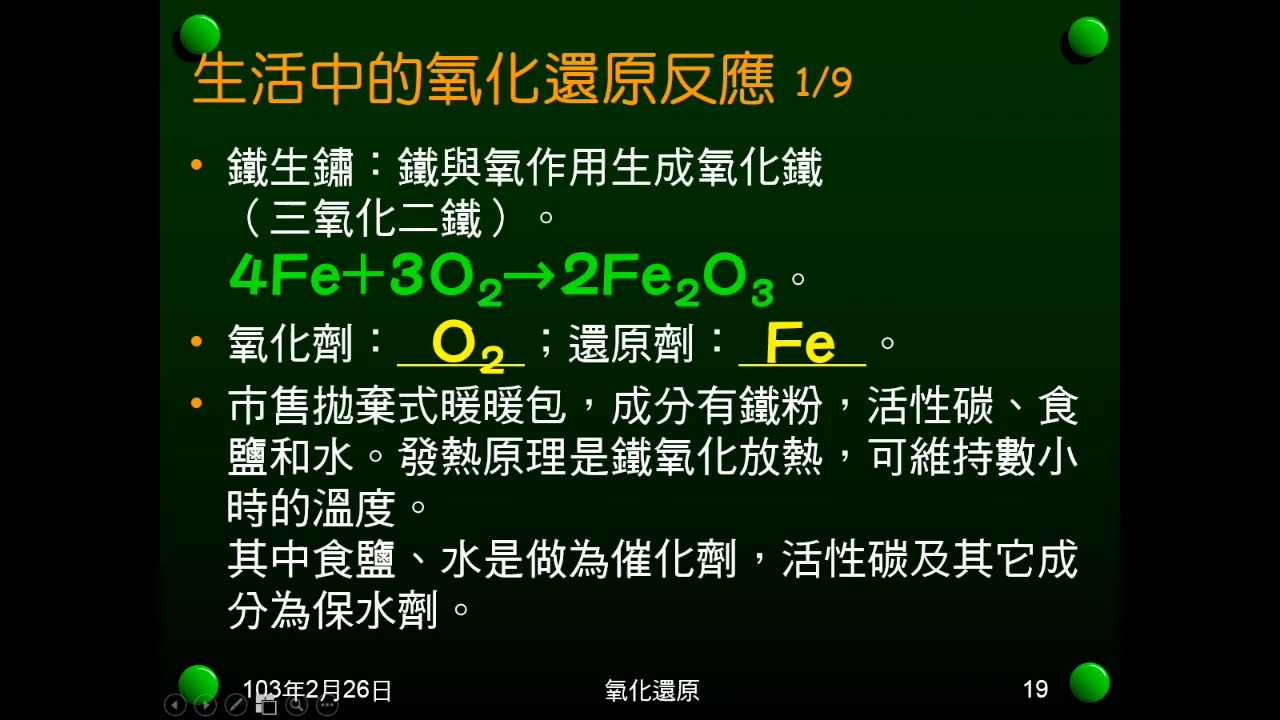 生活中的氧化還原反應 1/9
• 鐵生鏽：鐵與氧作用生成氧化鐵
（三氧化二鐵）。
4Fe+3O₂→2Fe₂O₃。
• 氧化劑：__O₂__；還原劑：__Fe__。
• 市售拋棄式暖暖包，成分有鐵粉，活性碳、食
鹽和水。發熱原理是鐵氧化放熱，可維持數小
時的溫度。
其中食鹽、水是做為催化劑，活性碳及其它成
分為保水劑。
103年2月26日
氧化還原
19